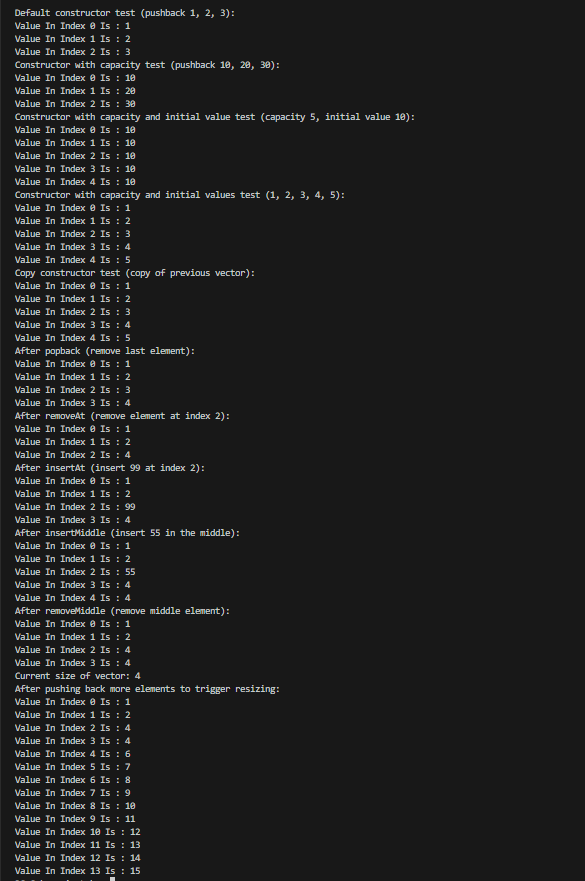 Default constructor test (pushback 1, 2, 3):
Value In Index 0 Is : 1
Value In Index 1 Is : 2
Value In Index 2 Is : 3
Constructor with capacity test (pushback 10, 20, 30):
Value In Index 0 Is : 10
Value In Index 1 Is : 20
Value In Index 2 Is : 30
Constructor with capacity and initial value test (capacity 5, initial value 10):
Value In Index 0 Is : 10
Value In Index 1 Is : 10
Value In Index 2 Is : 10
Value In Index 3 Is : 10
Value In Index 4 Is : 10
Constructor with capacity and initial values test (1, 2, 3, 4, 5):
Value In Index 0 Is : 1
Value In Index 1 Is : 2
Value In Index 2 Is : 3
Value In Index 3 Is : 4
Value In Index 4 Is : 5
Copy constructor test (copy of previous vector):
Value In Index 0 Is : 1
Value In Index 1 Is : 2
Value In Index 2 Is : 3
Value In Index 3 Is : 4
Value In Index 4 Is : 5
After popback (remove last element):
Value In Index 0 Is : 1
Value In Index 1 Is : 2
Value In Index 2 Is : 3
Value In Index 3 Is : 4
After removeAt (remove element at index 2):
Value In Index 0 Is : 1
Value In Index 1 Is : 2
Value In Index 2 Is : 4
After insertAt (insert 99 at index 2):
Value In Index 0 Is : 1
Value In Index 1 Is : 2
Value In Index 2 Is : 99
Value In Index 3 Is : 4
After insertMiddle (insert 55 in the middle):
Value In Index 0 Is : 1
Value In Index 1 Is : 2
Value In Index 2 Is : 55
Value In Index 3 Is : 4
Value In Index 4 Is : 4
After removeMiddle (remove middle element):
Value In Index 0 Is : 1
Value In Index 1 Is : 2
Value In Index 2 Is : 4
Value In Index 3 Is : 4
Current size of vector: 4
After pushing back more elements to trigger resizing:
Value In Index 0 Is : 1
Value In Index 1 Is : 2
Value In Index 2 Is : 4
Value In Index 3 Is : 4
Value In Index 4 Is : 6
Value In Index 5 Is : 7
Value In Index 6 Is : 8
Value In Index 7 Is : 9
Value In Index 8 Is : 10
Value In Index 9 Is : 11
Value In Index 10 Is : 12
Value In Index 11 Is : 13
Value In Index 12 Is : 14
Value In Index 13 Is : 15